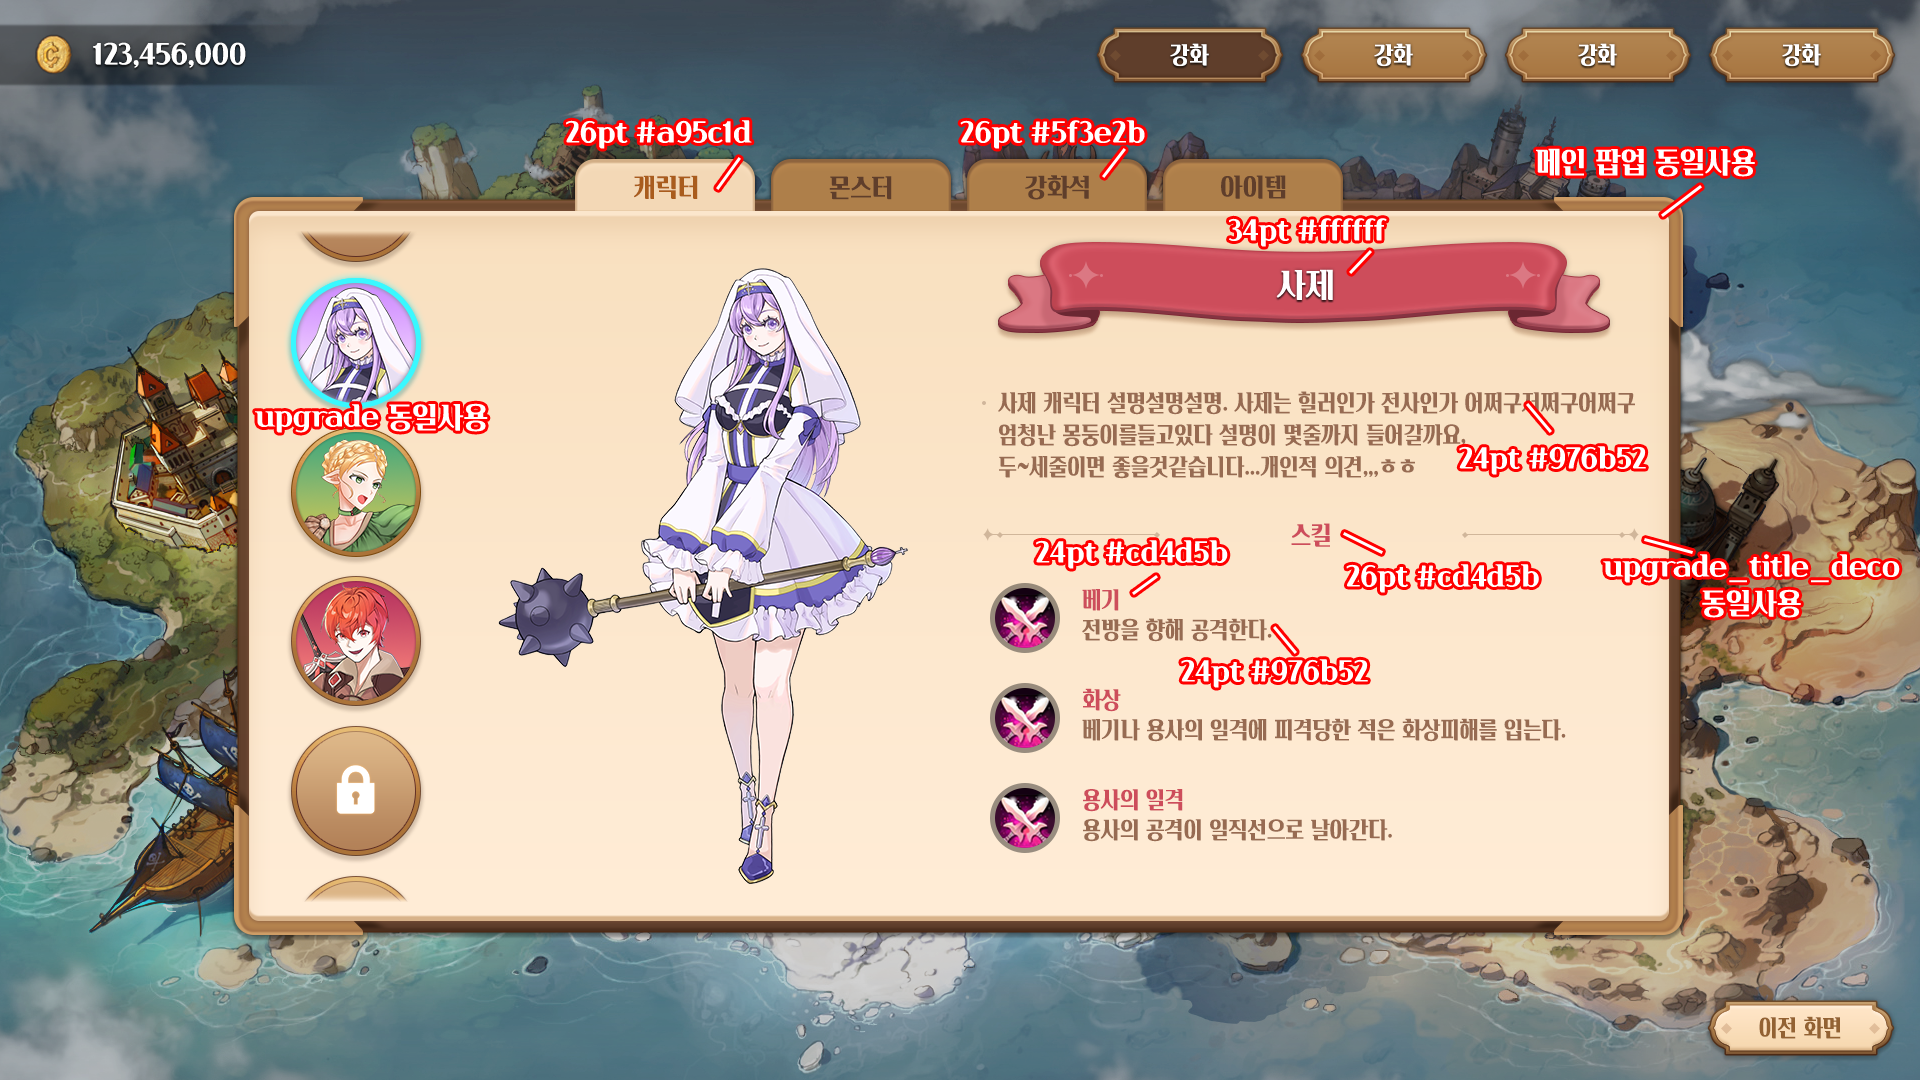 123,456,000
강화
강화
강화
강화
26pt #a95c1d
26pt #5f3e2b
메인 팝업 동일사용
캐릭터
몬스터
강화석
아이템
34pt #ffffff
사제
upgrade 동일사용
사제 캐릭터 설명설명설명. 사제는 힐러인가 전사인가 어쩌구저쩌구어쩌구
엄청난 몽둥이를들고있다 설명이 몇줄까지 들어갈까요,
두~세줄이면 좋을것같습니다...개인적 의견,,,ㅎㅎ
24pt #976b52
스킬
24pt #cd4d5b
26pt #cd4d5b
upgrade_title_deco
동일사용
베기
전방을 향해 공격한다.
24pt #976b52
화상
베기나 용사의 일격에 피격당한 적은 화상피해를 입는다.
용사의 일격
용사의 공격이 일직선으로 날아간다.
이전 화면